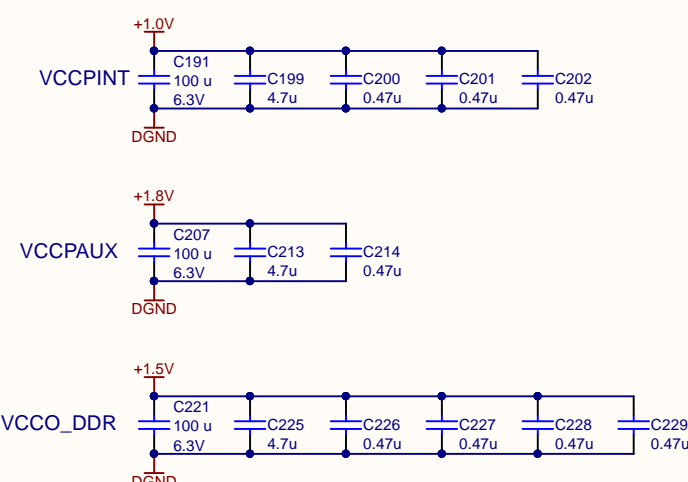 +1.0V
VCCPINT
C191
100 u
6.3V
C199
4.7u
C200
0.47u
C201
0.47u
C202
0.47u
DGND
+1.8V
VCCPAUX
C207
100 u
6.3V
C213
4.7u
C214
0.47u
DGND
+1.5V
VCCO_DDR
C221
100 u
6.3V
C225
4.7u
C226
0.47u
C227
0.47u
C228
0.47u
C229
0.47u
DGND